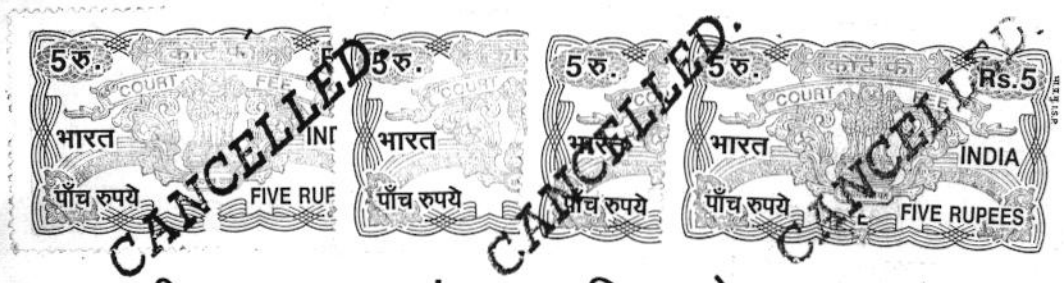 5 रु. कोर्ट फी
COURT FEE
भारत IND
पाँच रुपये FIVE RUP
CANCELLED.
5 रु.
भारत
पाँच रुपये
CANCELLED.
5 रु.
भारत
पाँच रुपये
5 रु. कोर्ट फी Rs.5
COURT FEE
भारत INDIA
पाँच रुपये FIVE RUPEES
CANCELLED.